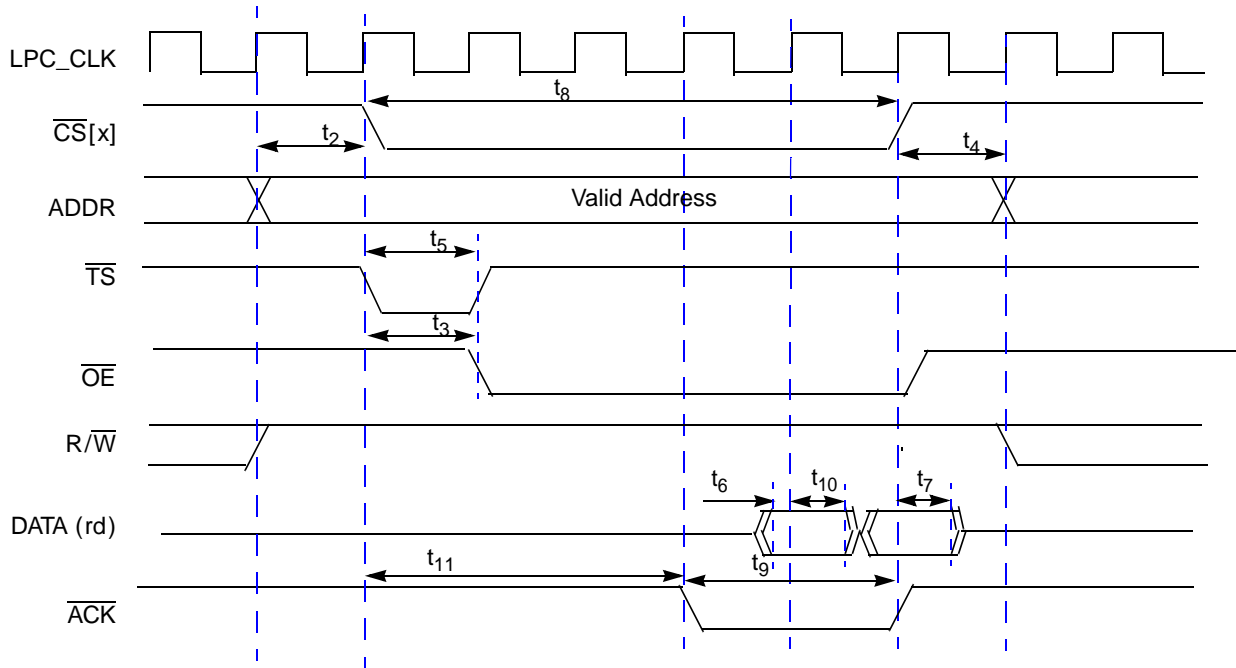 LPC_CLK
t8
CS[x]
t2
t4
ADDR
Valid Address
t5
TS
t3
OE
R/W
t6
t10
t7
DATA (rd)
t11
t9
ACK